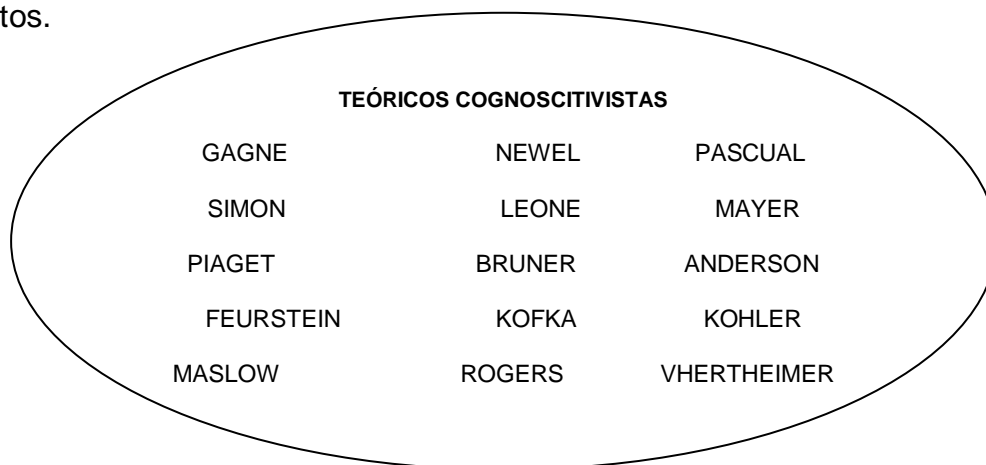 tos.
TEÓRICOS COGNOSCITIVISTAS
GAGNE NEWEL PASCUAL
SIMON LEONE MAYER
PIAGET BRUNER ANDERSON
FEURSTEIN KOFKA KOHLER
MASLOW ROGERS VHERTHEIMER